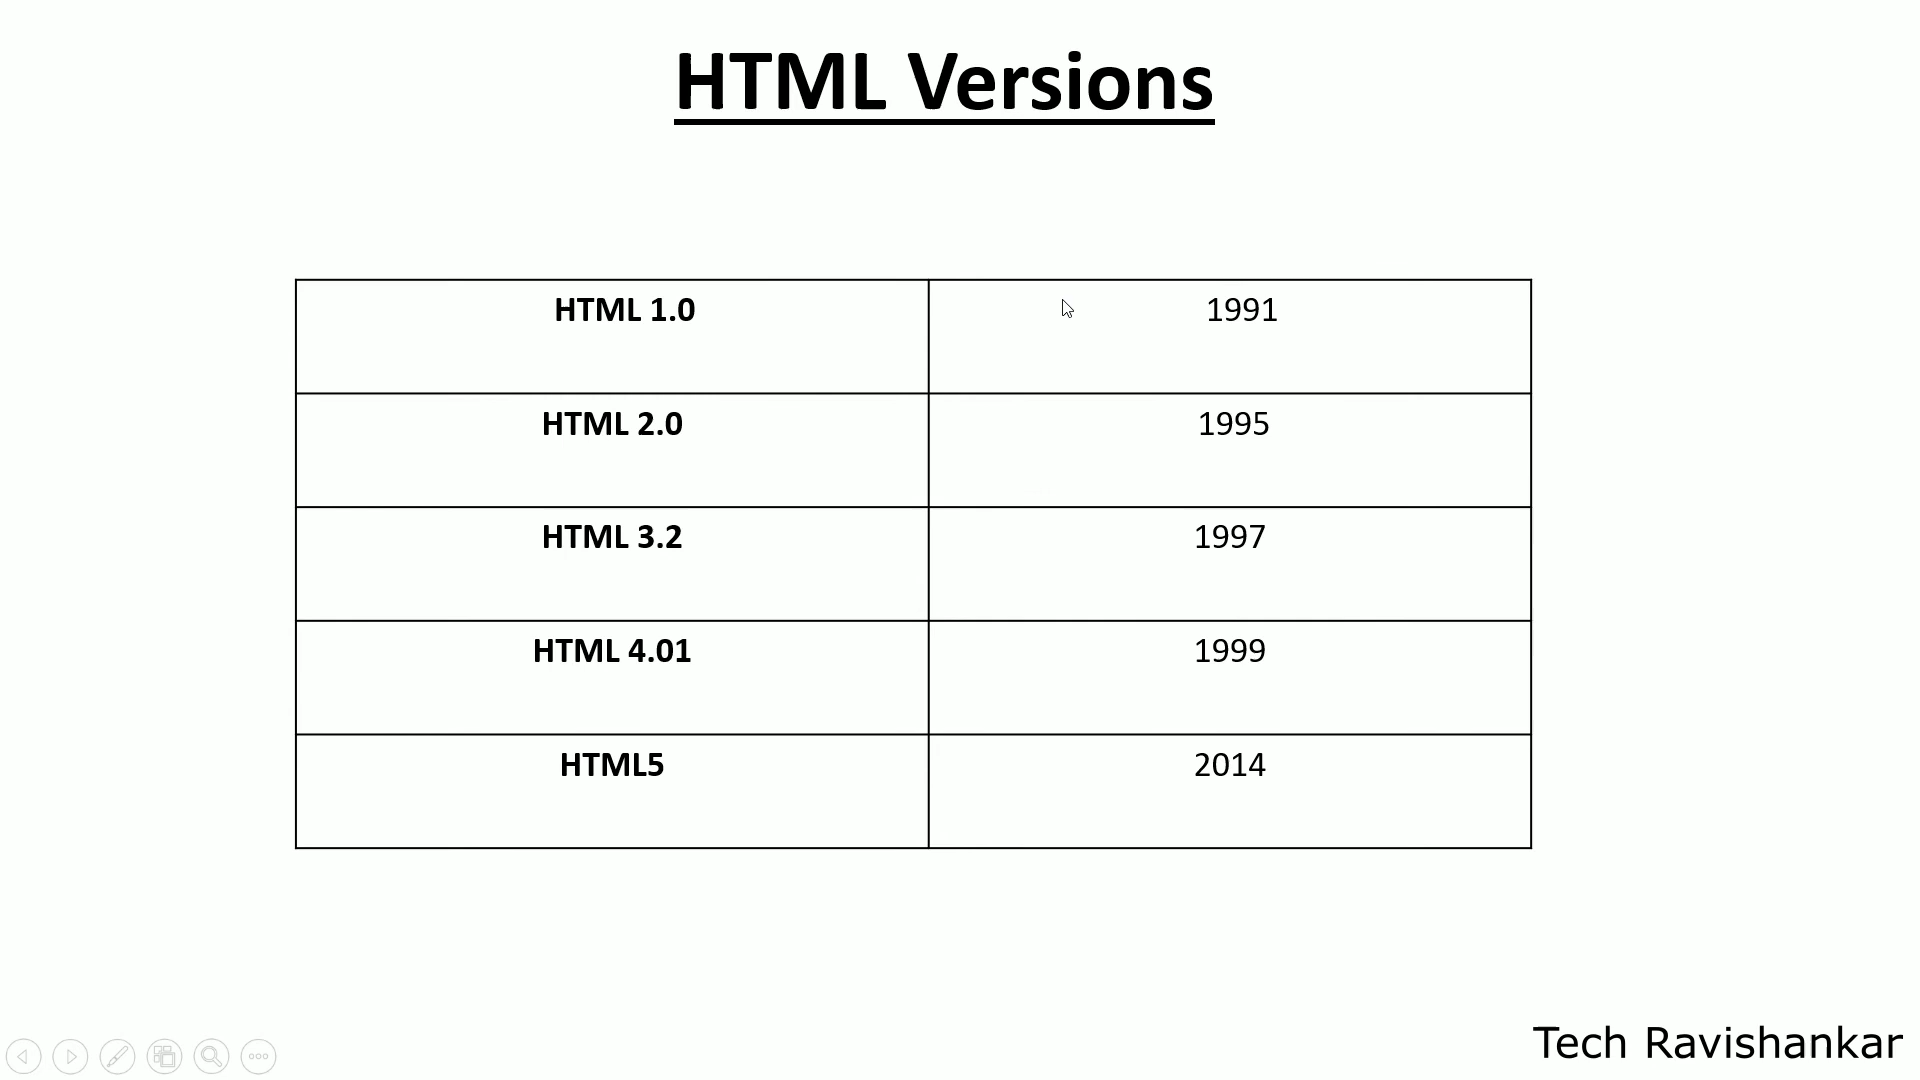 HTML Versions
HTML 1.0 1991
HTML 2.0 1995
HTML 3.2 1997
HTML 4.01 1999
HTML5 2014
Tech Ravishankar